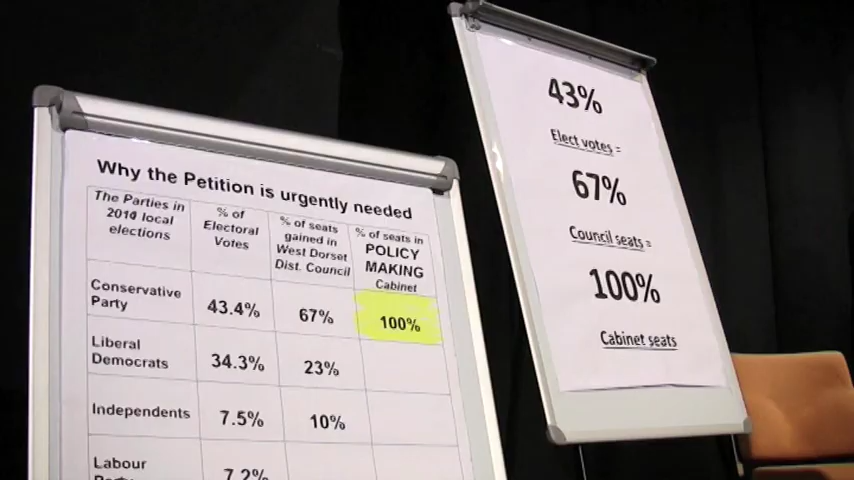 Why the Petition is urgently needed
The Parties in
local
elections
% of
Electoral
Votes
% of seats
gained in
West Dorset
Dist. Council
% of seats in
POLICY
MAKING
Cabinet
Conservative
Party
43.4%
67%
100%
Liberal
Democrats
34.3%
23%
Independents
7.5%
10%
Labour
7.2%
43%
Elect votes =
67%
Council seats =
100%
Cabinet seats